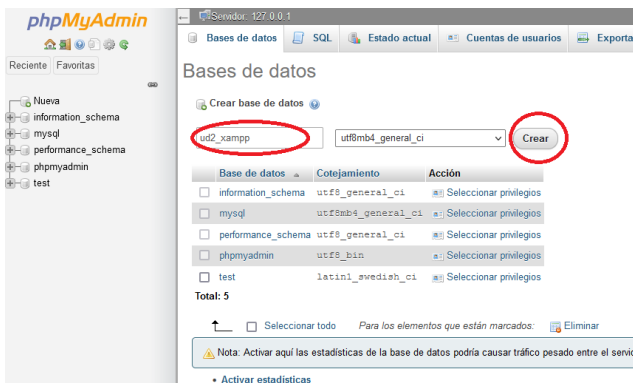 phpMyAdmin
Reciente Favoritas
Nueva
information_schema
mysql
performance_schema
phpmyadmin
test
Servidor: 127.0.0.1
Bases de datos SQL Estado actual Cuentas de usuarios Exporta
Bases de datos
Crear base de datos
ud2_xampp utf8mb4_general_ci Crear
Base de datos Cotejamiento Acción
information_schema utf8_general_ci Seleccionar privilegios
mysql utf8mb4_general_ci Seleccionar privilegios
performance_schema utf8_general_ci Seleccionar privilegios
phpmyadmin utf8_bin Seleccionar privilegios
test latin1_swedish_ci Seleccionar privilegios
Total: 5
Seleccionar todo Para los elementos que están marcados: Eliminar
Nota: Activar aquí las estadísticas de la base de datos podría causar tráfico pesado entre el servid
• Activar estadísticas